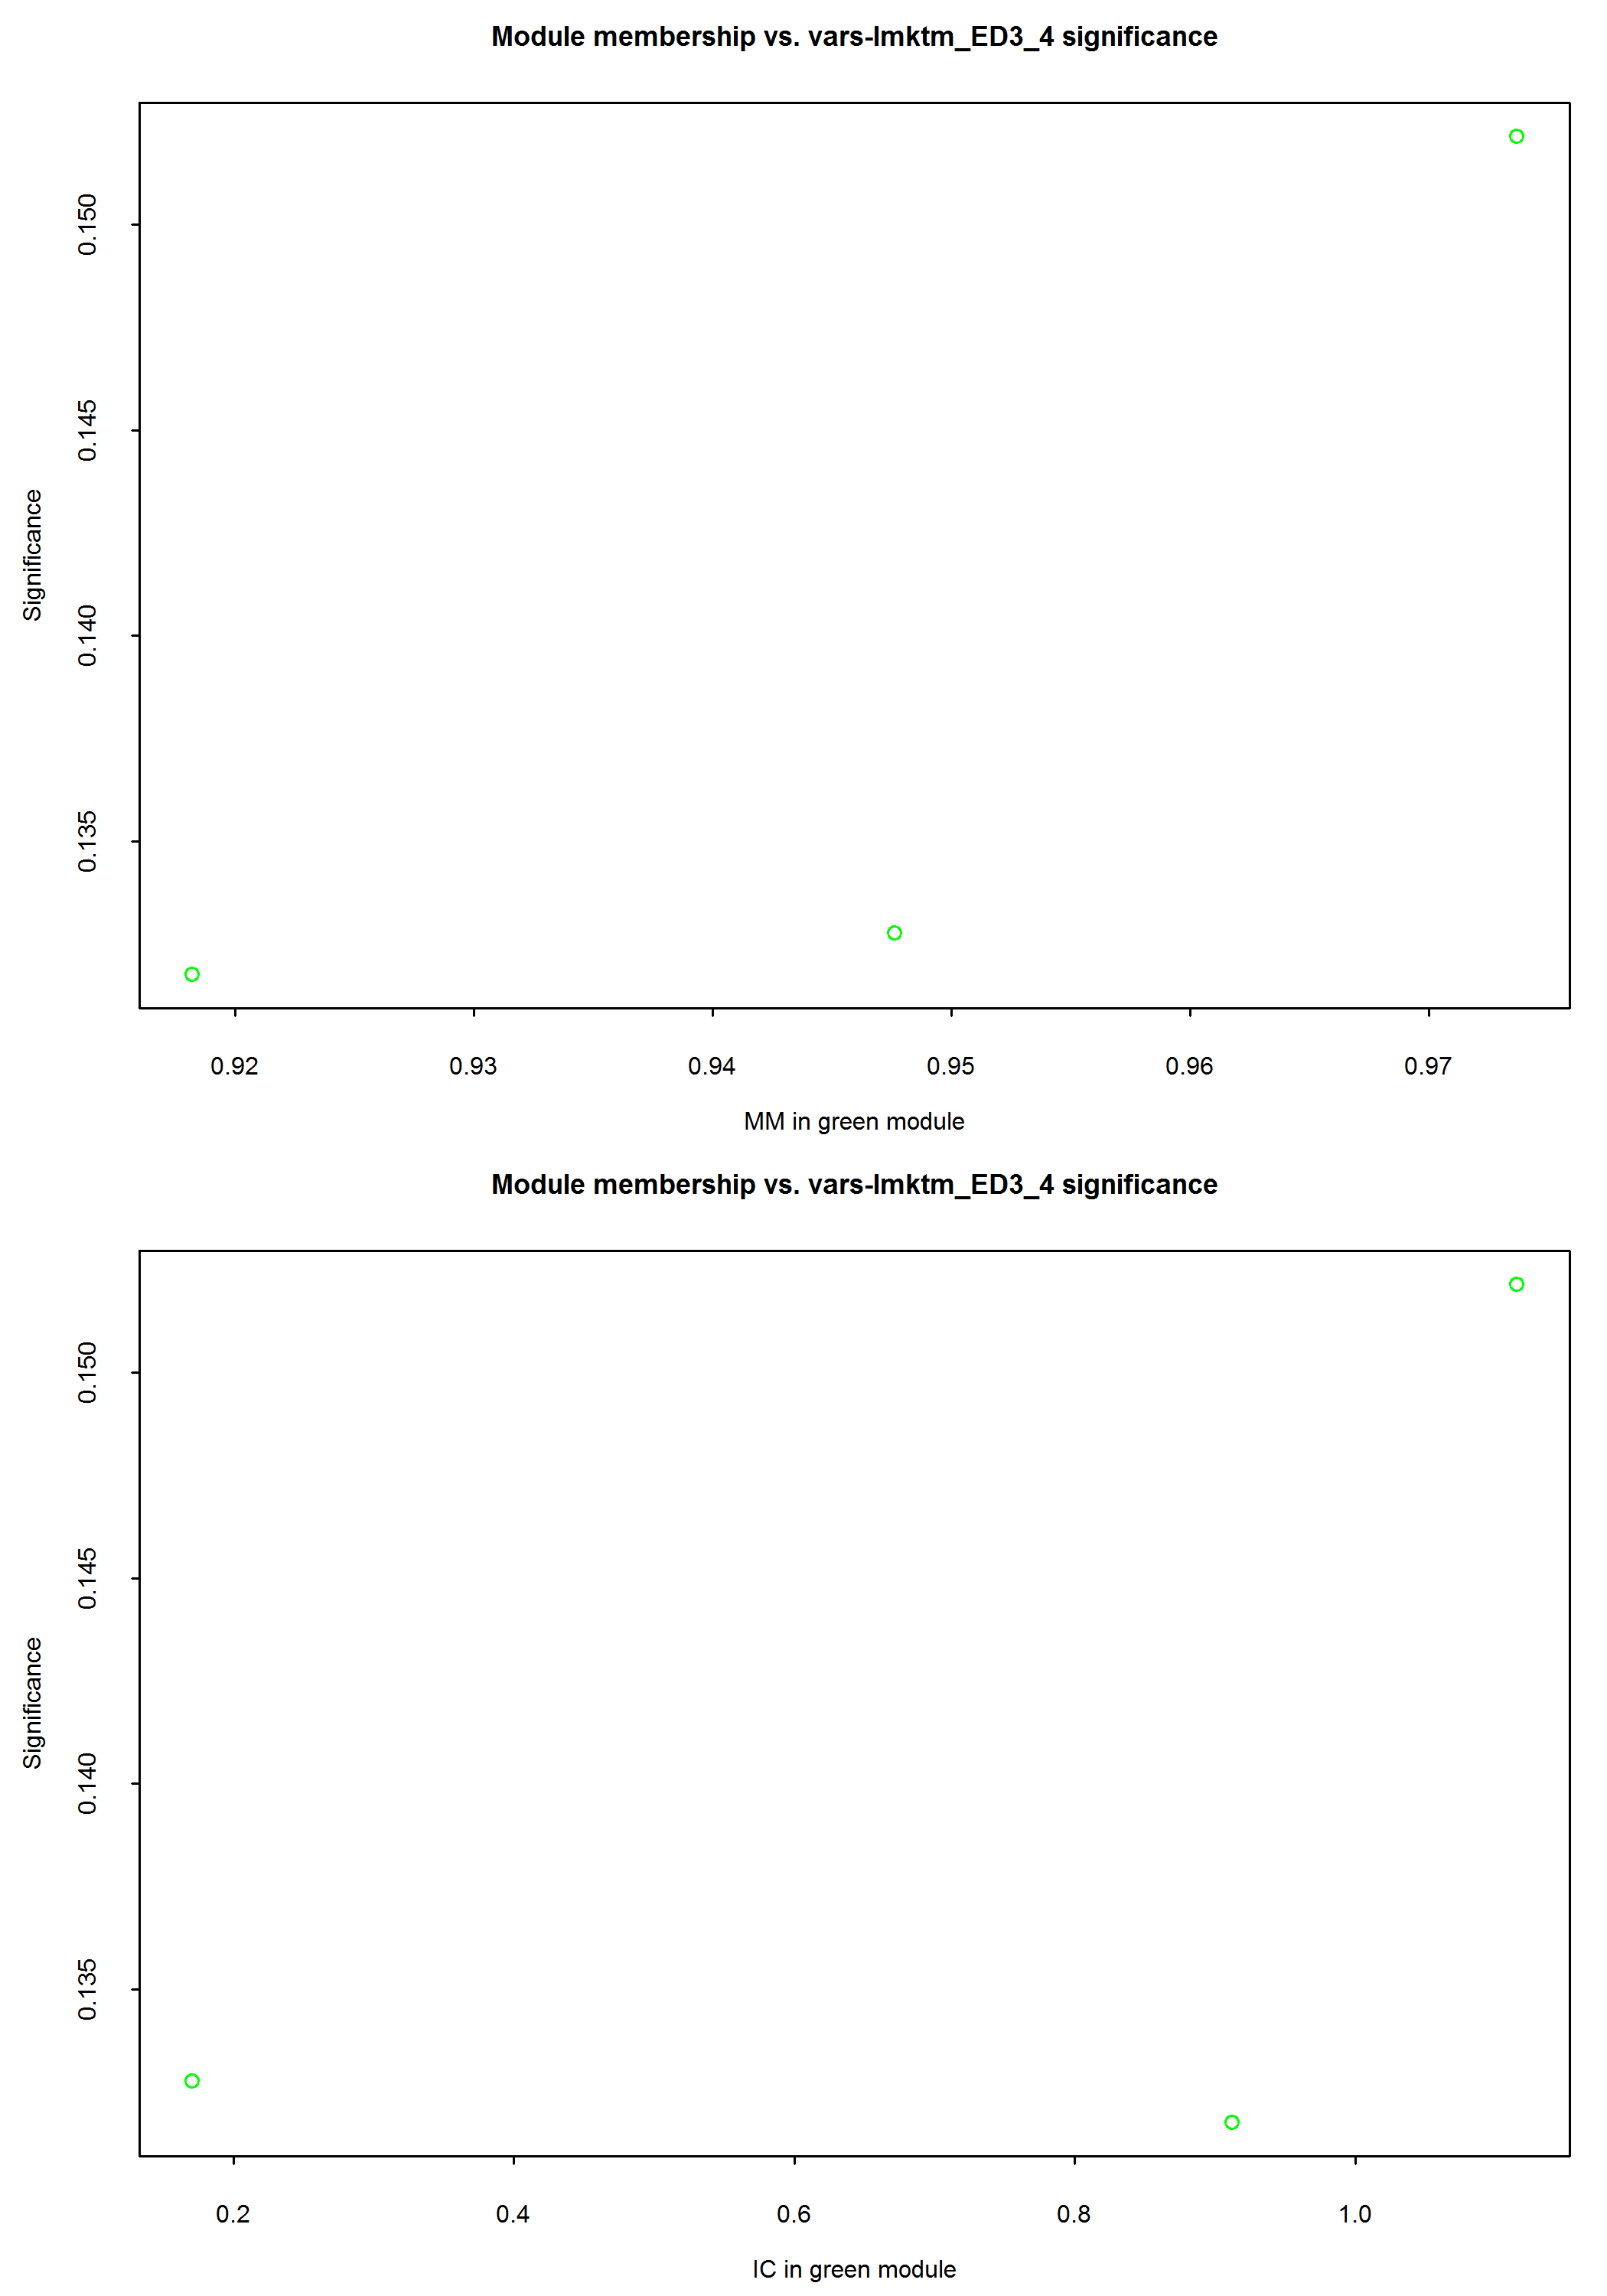 Module membership vs. vars-lmktm_ED3_4 significance
0.150
0.145
0.140
0.135
Significance
0.92 0.93 0.94 0.95 0.96 0.97
MM in green module
Module membership vs. vars-lmktm_ED3_4 significance
0.150
0.145
0.140
0.135
Significance
0.2 0.4 0.6 0.8 1.0
IC in green module